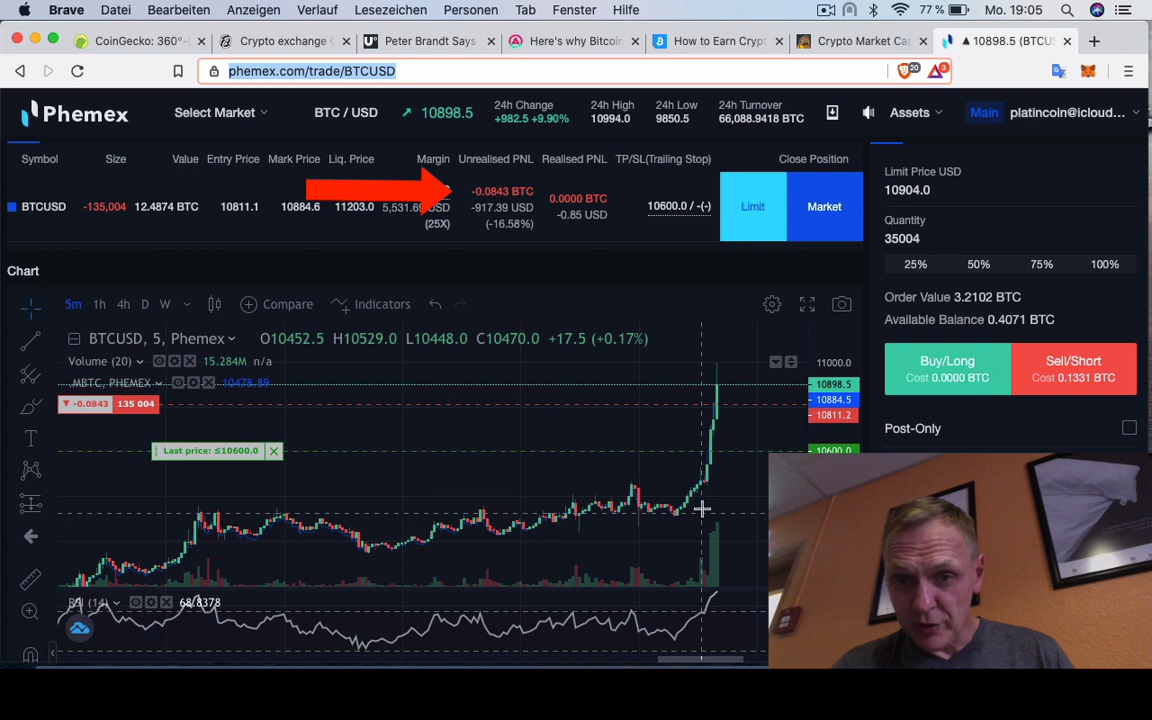 Brave Datei Bearbeiten Anzeigen Verlauf Lesezeichen Personen Tab Fenster Hilfe 77 % Mo. 19:05
CoinGecko: 360°- Crypto exchange Peter Brandt Says Here's why Bitcoin How to Earn Crypt Crypto Market Ca 10898.5 (BTCUS
phemex.com/trade/BTCUSD 20 3
Phemex Select Market BTC / USD 10898.5 Assets Main platincoin@icloud...
24h Change 24h High 24h Low 24h Turnover
+982.5 +9.90% 10994.0 9850.5 66,088.9418 BTC
Symbol Size Value Entry Price Mark Price Liq. Price Margin Unrealised PNL Realised PNL TP/SL(Trailing Stop) Close Position
-0.0843 BTC 0.0000 BTC
BTCUSD -135,004 12.4874 BTC 10811.1 10884.6 11203.0 -917.39 USD -0.85 USD 10600.0 / -(-) Limit Market
(25X) (-16.58%)
Limit Price USD
10904.0
Quantity
35004
25% 50% 75% 100%
Order Value 3.2102 BTC
Available Balance 0.4071 BTC
Buy/Long Sell/Short
Cost 0.0000 BTC Cost 0.1331 BTC
Post-Only
Chart
5m 1h 4h D W Compare Indicators
BTCUSD, 5, Phemex O10452.5 H10529.0 L10448.0 C10470.0 +17.5 (+0.17%)
Volume (20) 15.284M n/a 11000.0
.MBTC, PHEMEX 10478.89 10898.5
10884.5
-0.0843 135 004 10811.2
Last price: ≤10600.0 10600.0
RSI (14) 68.8378